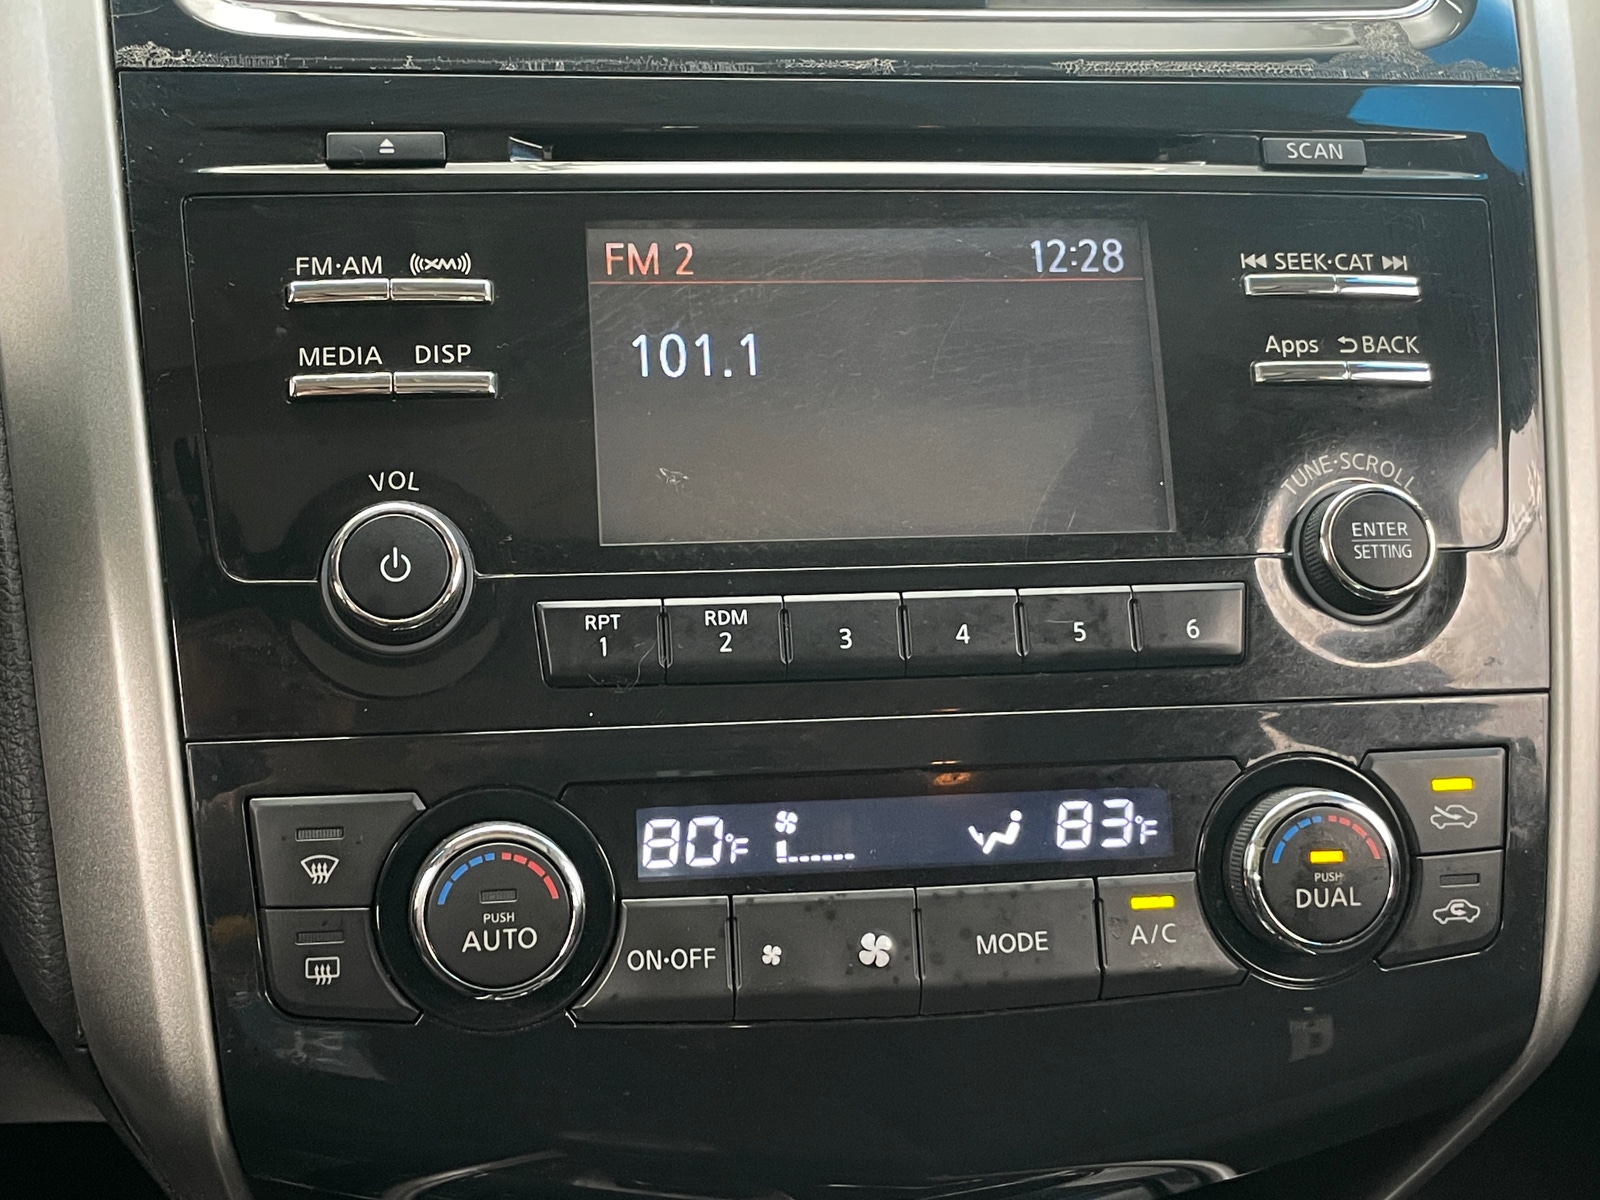 SCAN
FM 2 12:28
FM·AM ((XM))
SEEK·CAT
101.1
MEDIA DISP
Apps BACK
VOL
TUNE·SCROLL
ENTER
SETTING
RPT
1
RDM
2
3
4
5
6
80°F
83°F
PUSH
AUTO
PUSH
DUAL
ON·OFF
MODE
A/C